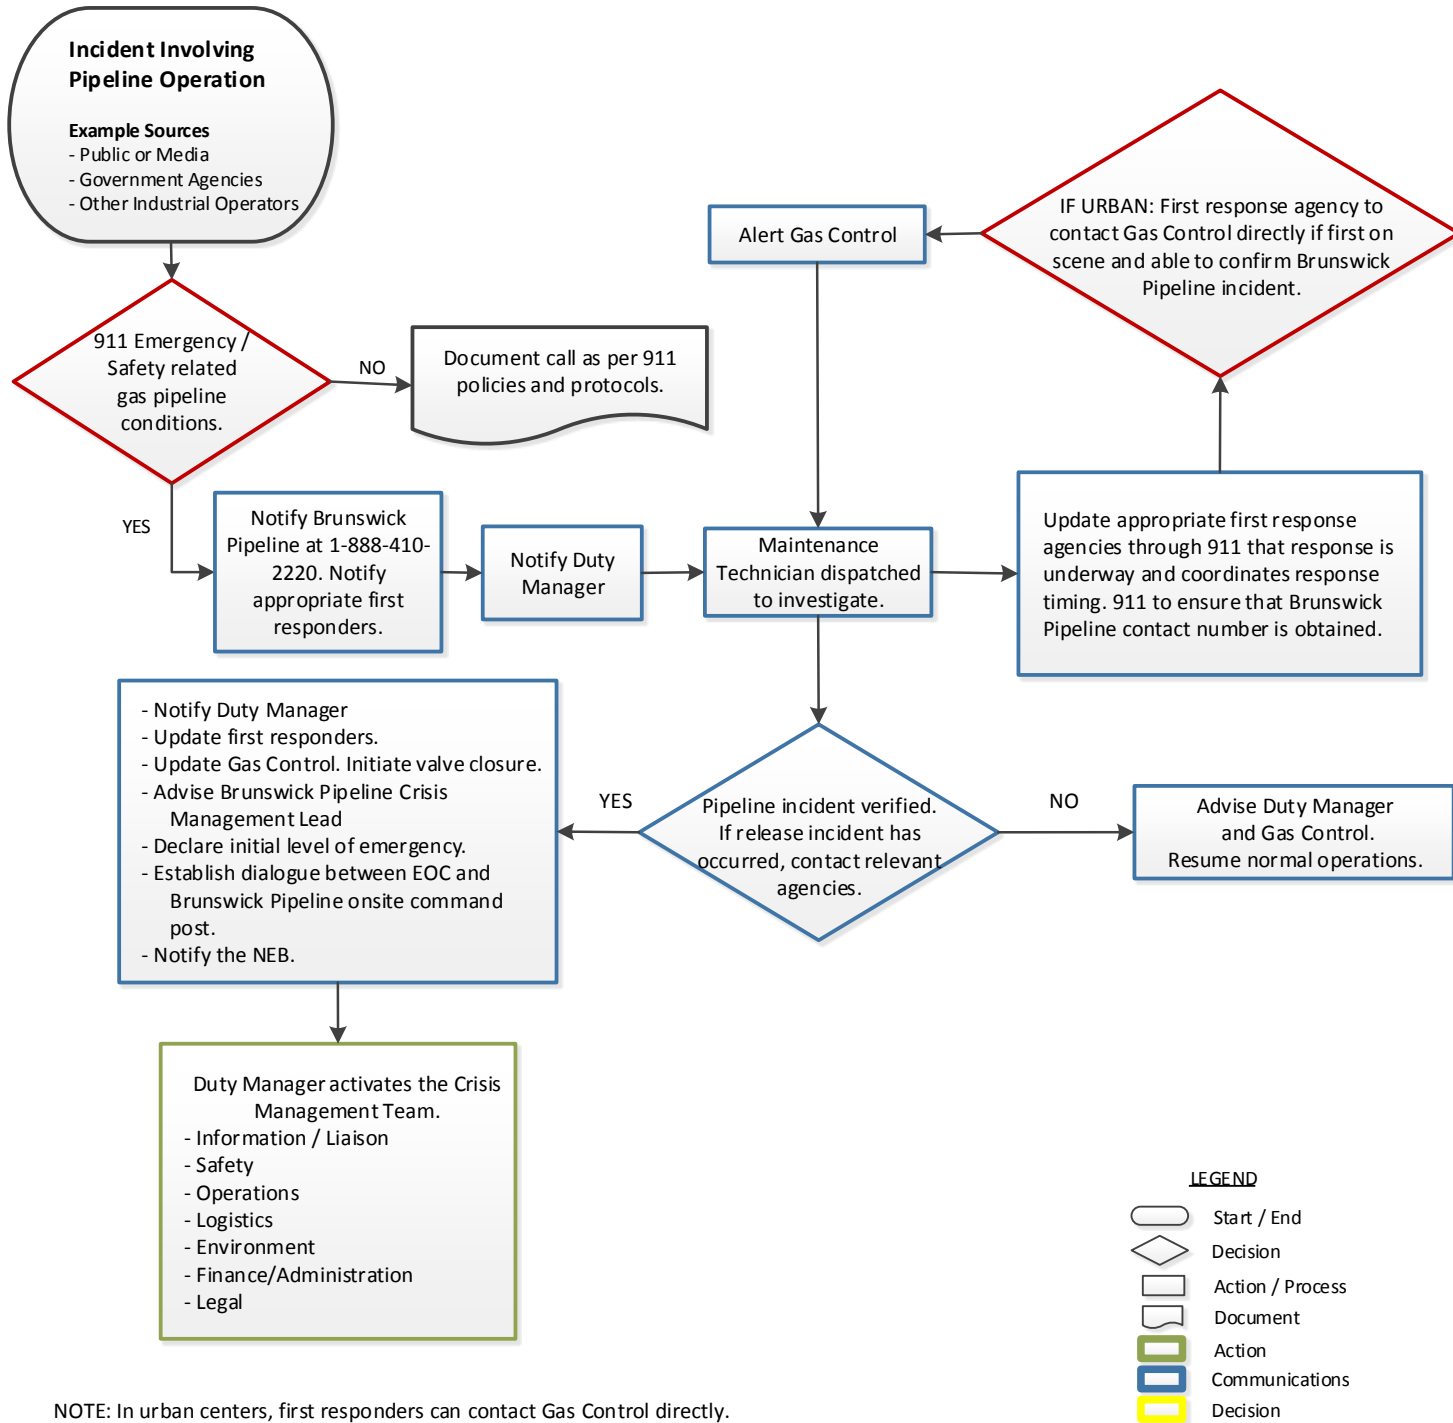 Incident Involving
Pipeline Operation
Example Sources
- Public or Media
- Government Agencies
- Other Industrial Operators
911 Emergency /
Safety related
gas pipeline
conditions.
NO
Document call as per 911
policies and protocols.
YES
Notify Brunswick
Pipeline at 1-888-410-
2220. Notify
appropriate first
responders.
Notify Duty
Manager
Maintenance
Technician dispatched
to investigate.
Alert Gas Control
IF URBAN: First response agency to
contact Gas Control directly if first on
scene and able to confirm Brunswick
Pipeline incident.
Update appropriate first response
agencies through 911 that response is
underway and coordinates response
timing. 911 to ensure that Brunswick
Pipeline contact number is obtained.
Pipeline incident verified.
If release incident has
occurred, contact relevant
agencies.
YES
NO
Advise Duty Manager
and Gas Control.
Resume normal operations.
- Notify Duty Manager
- Update first responders.
- Update Gas Control. Initiate valve closure.
- Advise Brunswick Pipeline Crisis
Management Lead
- Declare initial level of emergency.
- Establish dialogue between EOC and
Brunswick Pipeline onsite command
post.
- Notify the NEB.
Duty Manager activates the Crisis
Management Team.
- Information / Liaison
- Safety
- Operations
- Logistics
- Environment
- Finance/Administration
- Legal
LEGEND
Start / End
Decision
Action / Process
Document
Action
Communications
Decision
NOTE: In urban centers, first responders can contact Gas Control directly.